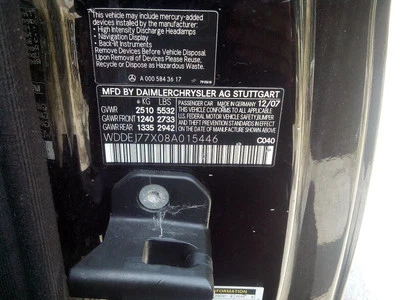 This vehicle may include mercury-added
devices installed by the manufacturer:
- High Intensity Discharge Headlamps
- Navigation Display
- Back-lit Instruments
Remove Devices Before Vehicle Disposal
Upon Removal of Devices Please Reuse,
Recycle or Dispose as Hazardous Waste
A 000 584 36 17
MFD BY DAIMLERCHRYSLER AG STUTTGART
KG LBS
PASSENGER CAR MADE IN GERMANY 12/07
GVWR 2510 5532
GAWR FRONT 1240 2733
GAWR REAR 1335 2942
THIS VEHICLE CONFORMS TO ALL APPLICABLE
U.S. FEDERAL MOTOR VEHICLE SAFETY, BUMPER,
AND THEFT PREVENTION STANDARDS IN EFFECT
ON THE DATE OF MANUFACTURE SHOWN ABOVE
WDDEJ77X08A015446
C040
INFORMATION